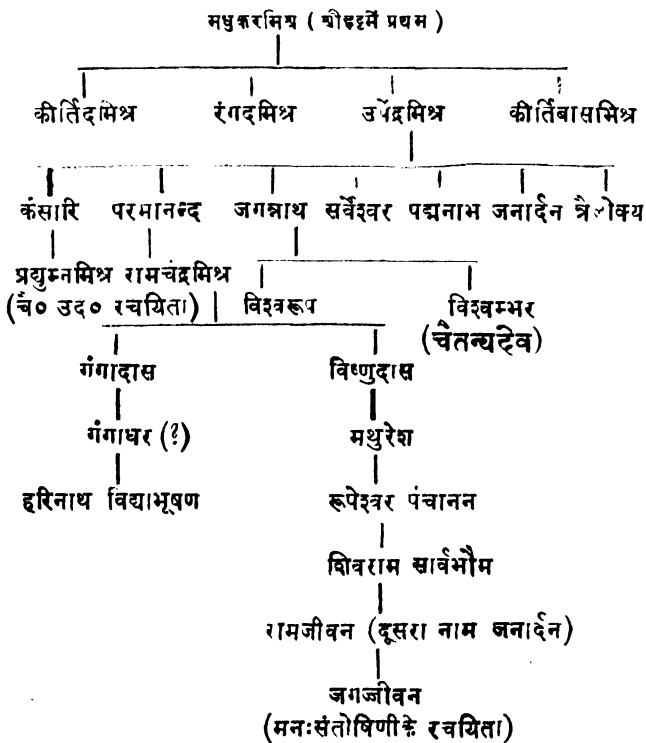 मधुकरमिश्र ( श्रीहट्टमें प्रथम )
कीर्तिदमिश्र रंगदमिश्र उपेंद्रमिश्र कीर्तिबासमिश्र
कंसारि परमानन्द जगन्नाथ सर्वेश्वर पद्मनाभ जनार्दन त्रैलोक्य
प्रद्युम्नमिश्र रामचंद्रमिश्र
(चै० उद० रचयिता) विश्वरूप विश्वम्भर
(चैतन्यदेव)
गंगादास विष्णुदास
गंगाधर (?) मथुरेश
हरिनाथ विद्याभूषण रूपेश्वर पंचानन
शिवराम सार्वभौम
रामजीवन (दूसरा नाम जनार्दन)
जगज्जीवन
(मनःसंतोषिणीके रचयिता)